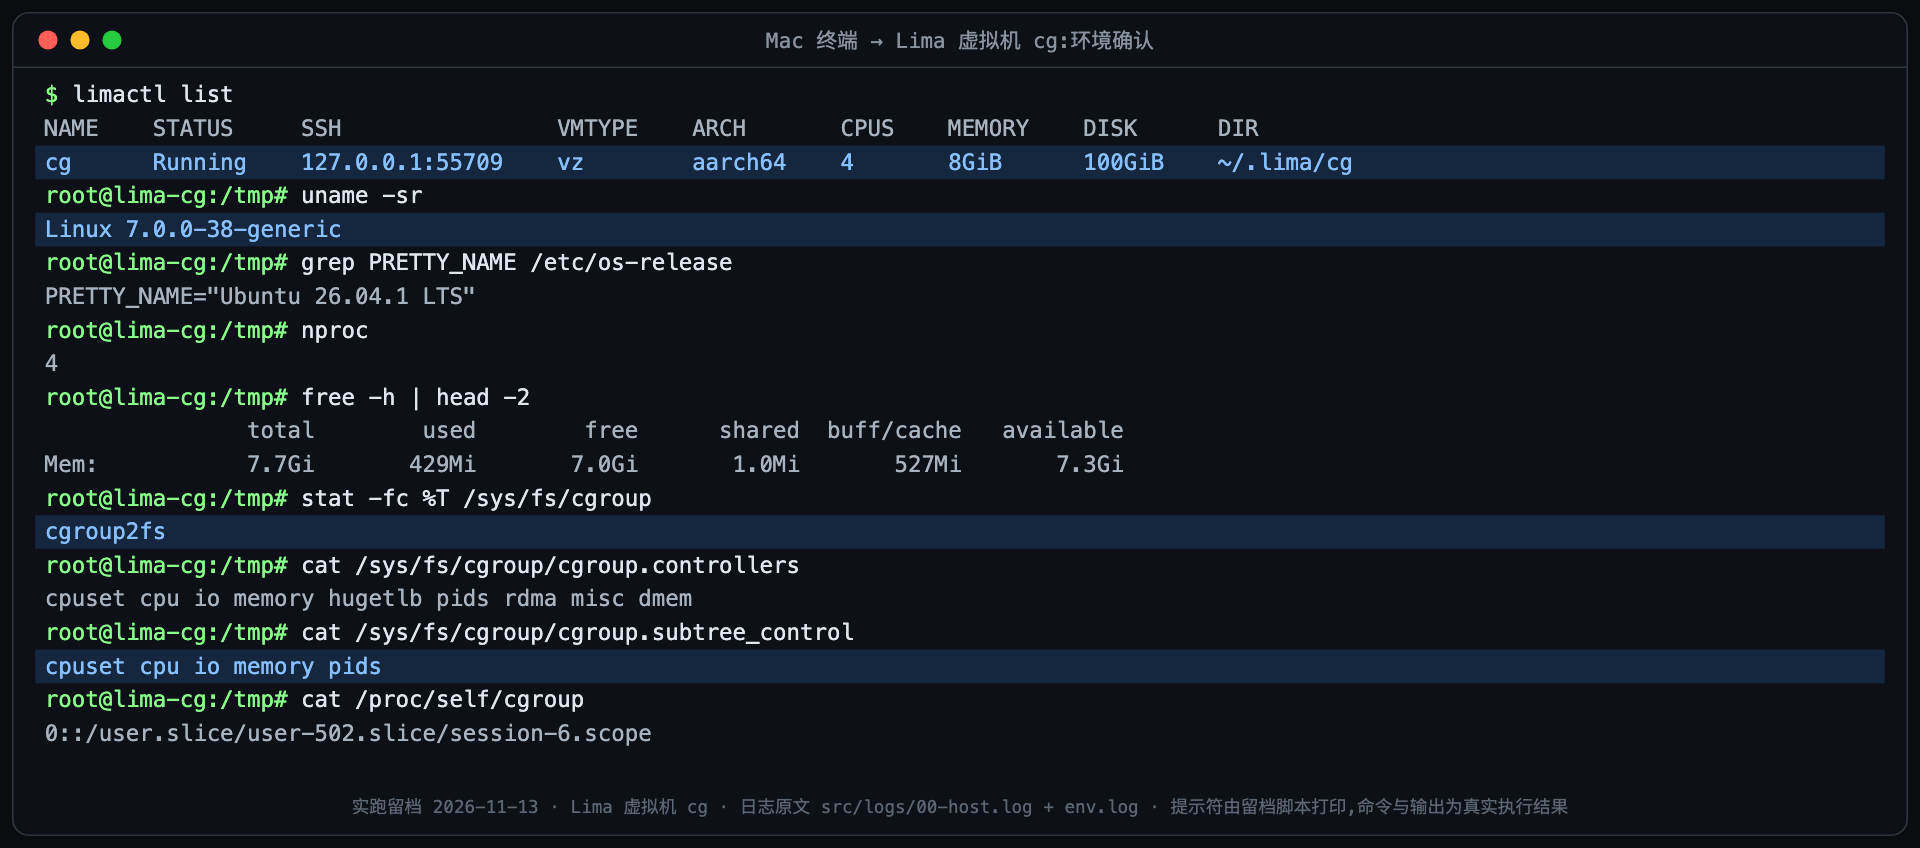 Mac 终端 → Lima 虚拟机 cg:环境确认
$ limactl list
NAME    STATUS     SSH                VMTYPE    ARCH       CPUS    MEMORY    DISK      DIR
cg      Running    127.0.0.1:55709    vz        aarch64    4       8GiB      100GiB    ~/.lima/cg
root@lima-cg:/tmp# uname -sr
Linux 7.0.0-38-generic
root@lima-cg:/tmp# grep PRETTY_NAME /etc/os-release
PRETTY_NAME="Ubuntu 26.04.1 LTS"
root@lima-cg:/tmp# nproc
4
root@lima-cg:/tmp# free -h | head -2
               total        used        free      shared  buff/cache   available
Mem:           7.7Gi       429Mi       7.0Gi       1.0Mi       527Mi       7.3Gi
root@lima-cg:/tmp# stat -fc %T /sys/fs/cgroup
cgroup2fs
root@lima-cg:/tmp# cat /sys/fs/cgroup/cgroup.controllers
cpuset cpu io memory hugetlb pids rdma misc dmem
root@lima-cg:/tmp# cat /sys/fs/cgroup/cgroup.subtree_control
cpuset cpu io memory pids
root@lima-cg:/tmp# cat /proc/self/cgroup
0::/user.slice/user-502.slice/session-6.scope
实跑留档 2026-11-13 · Lima 虚拟机 cg · 日志原文 src/logs/00-host.log + env.log · 提示符由留档脚本打印,命令与输出为真实执行结果